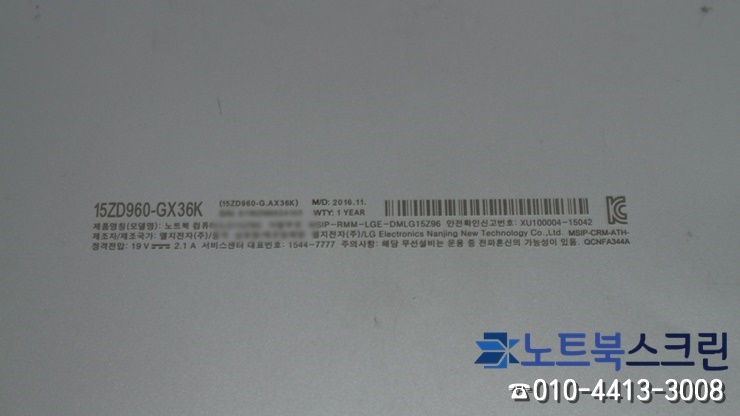 15ZD960-GX36K (15ZD960-G.AX36K) M/D: 2016.11.
WTY: 1 YEAR
제품명칭(모델명): 노트북 컴퓨 MSIP-RMM-LGE-DMLG15Z96 안전확인신고번호: XU100004-15042
제조자/제조국가: 엘지전자(주)/ 엘지전자(주)/LG Electronics Nanjing New Technology Co.,Ltd. MSIP-CRM-ATH-
정격전압: 19 V 2.1 A 서비스센터 대표번호: 1544-7777 주의사항: 해당 무선설비는 운용 중 전파혼신의 가능성이 있음. QCNFA344A
노트북스크린
☎010-4413-3008